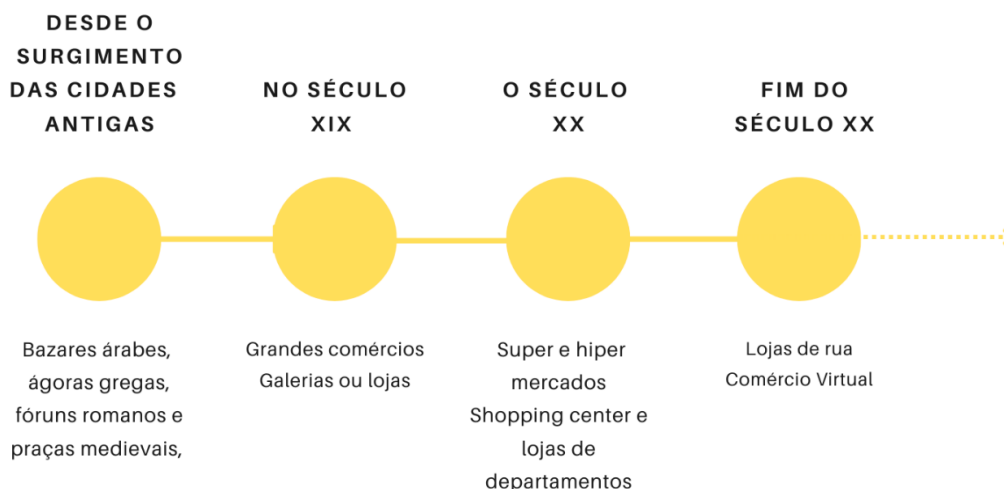 DESDE O
SURGIMENTO
DAS CIDADES
ANTIGAS
NO SÉCULO
XIX
O SÉCULO
XX
FIM DO
SÉCULO XX
Bazares árabes,
ágoras gregas,
fóruns romanos e
praças medievais,
Grandes comércios
Galerias ou lojas
Super e hiper
mercados
Shopping center e
lojas de
departamentos
Lojas de rua
Comércio Virtual